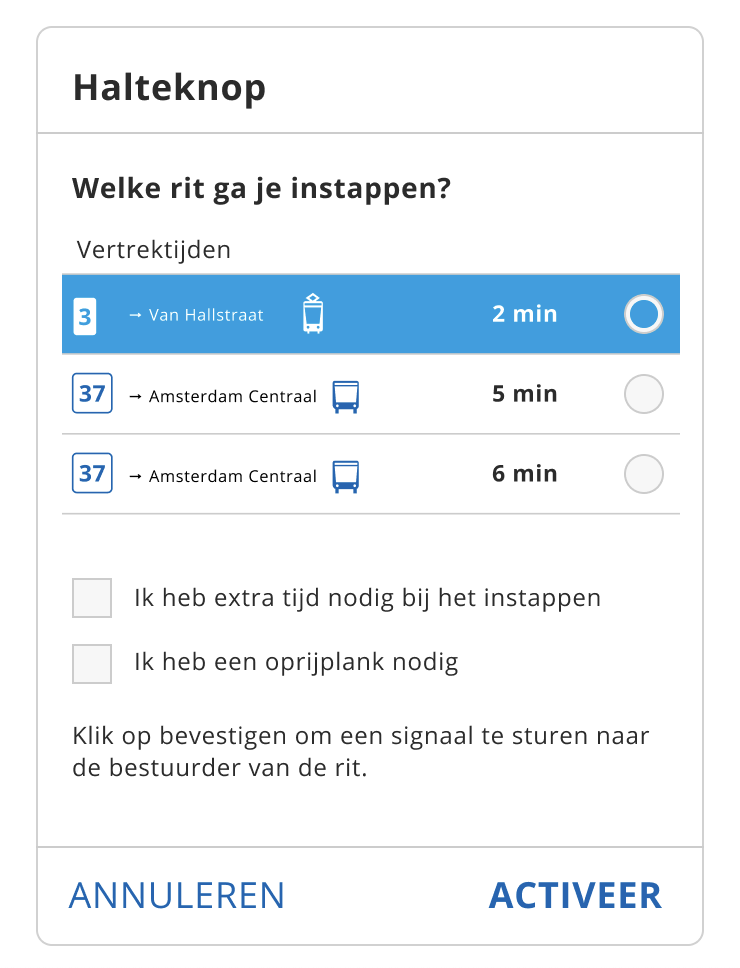 Halteknop
Welke rit ga je instappen?
Vertrektijden
3 → Van Hallstraat 2 min
37 → Amsterdam Centraal 5 min
37 → Amsterdam Centraal 6 min
Ik heb extra tijd nodig bij het instappen
Ik heb een oprijplank nodig
Klik op bevestigen om een signaal te sturen naar
de bestuurder van de rit.
ANNULEREN ACTIVEER